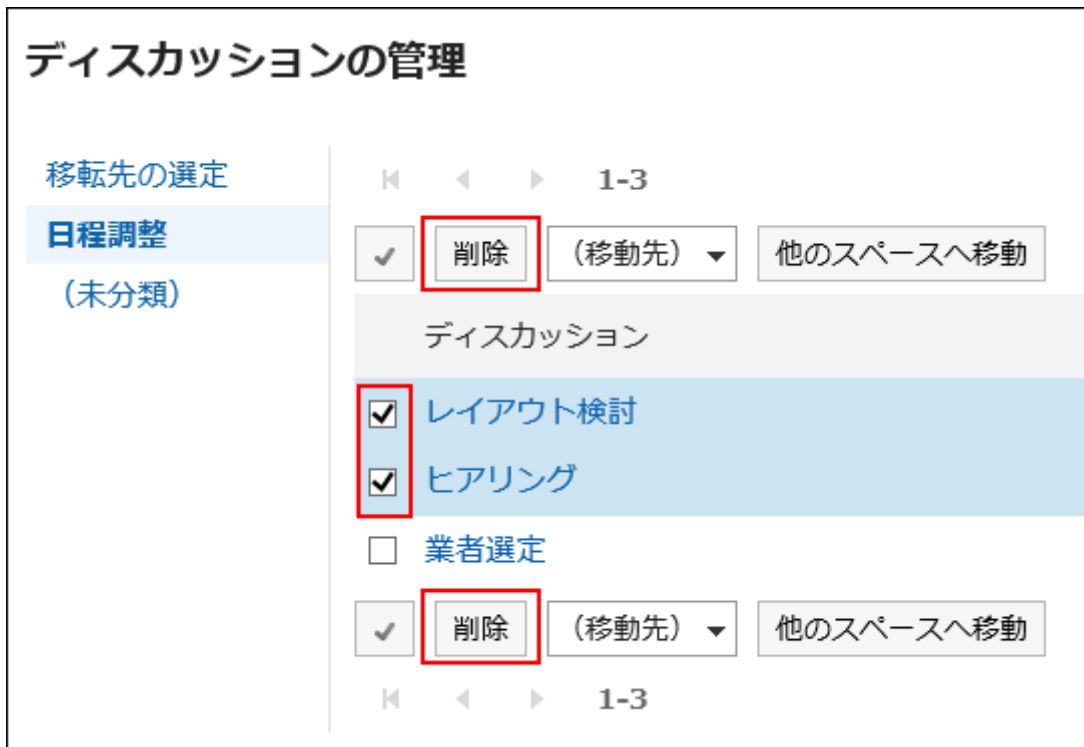 ディスカッションの管理
移転先の選定
日程調整
（未分類）
1-3
削除 （移動先） 他のスペースへ移動
ディスカッション
レイアウト検討
ヒアリング
業者選定
削除 （移動先） 他のスペースへ移動
1-3